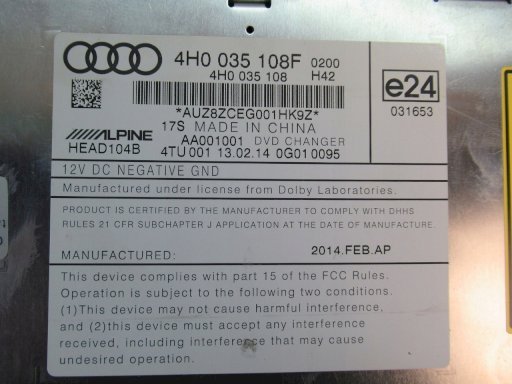 4H0 035 108F 0200
4H0 035 108 H42
e24
*AUZ8ZCEG001HK9Z*
031653
17S MADE IN CHINA
ALPINE AA001001 DVD CHANGER
HEAD104B 4TU 001 13.02.14 0G010095
12V DC NEGATIVE GND
Manufactured under license from Dolby Laboratories.
PRODUCT IS CERTIFIED BY THE MANUFACTURER TO COMPLY WITH DHHS
RULES 21 CFR SUBCHAPTER J APPLICATION AT THE DATE OF MANUFACTURE.
MANUFACTURED: 2014.FEB.AP
This device complies with part 15 of the FCC Rules.
Operation is subject to the following two conditions.
(1)This device may not cause harmful interference,
and (2)this device must accept any interference
received, including interference that may cause
undesired operation.